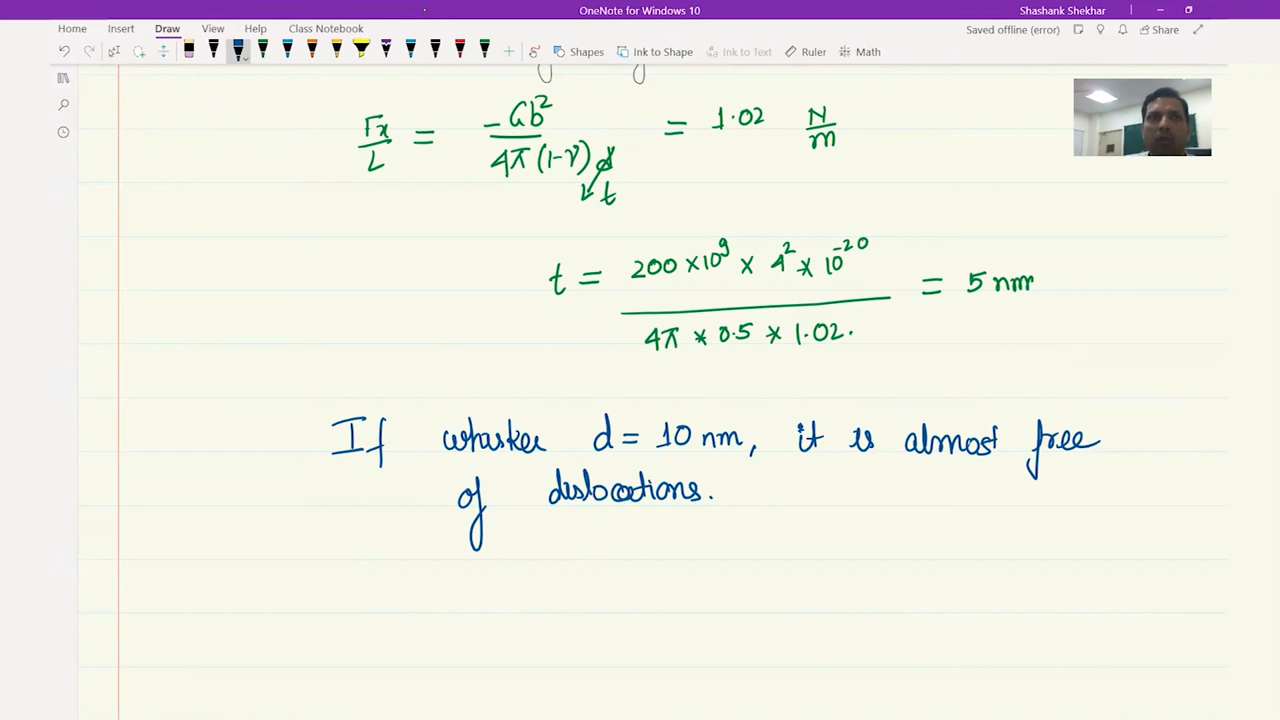 OneNote for Windows 10
Shashank Shekhar
Home Insert Draw View Help Class Notebook
Saved offline (error) Share
Shapes Ink to Shape Ink to Text Ruler Math
Fx/L = -Gb²/4π(1-ν)d = 1.02 N/m
t
t = 200 × 10⁹ × 4² × 10⁻²⁰ / 4π * 0.5 * 1.02. = 5 nm
If whisker d = 10 nm, it is almost free
of dislocations.